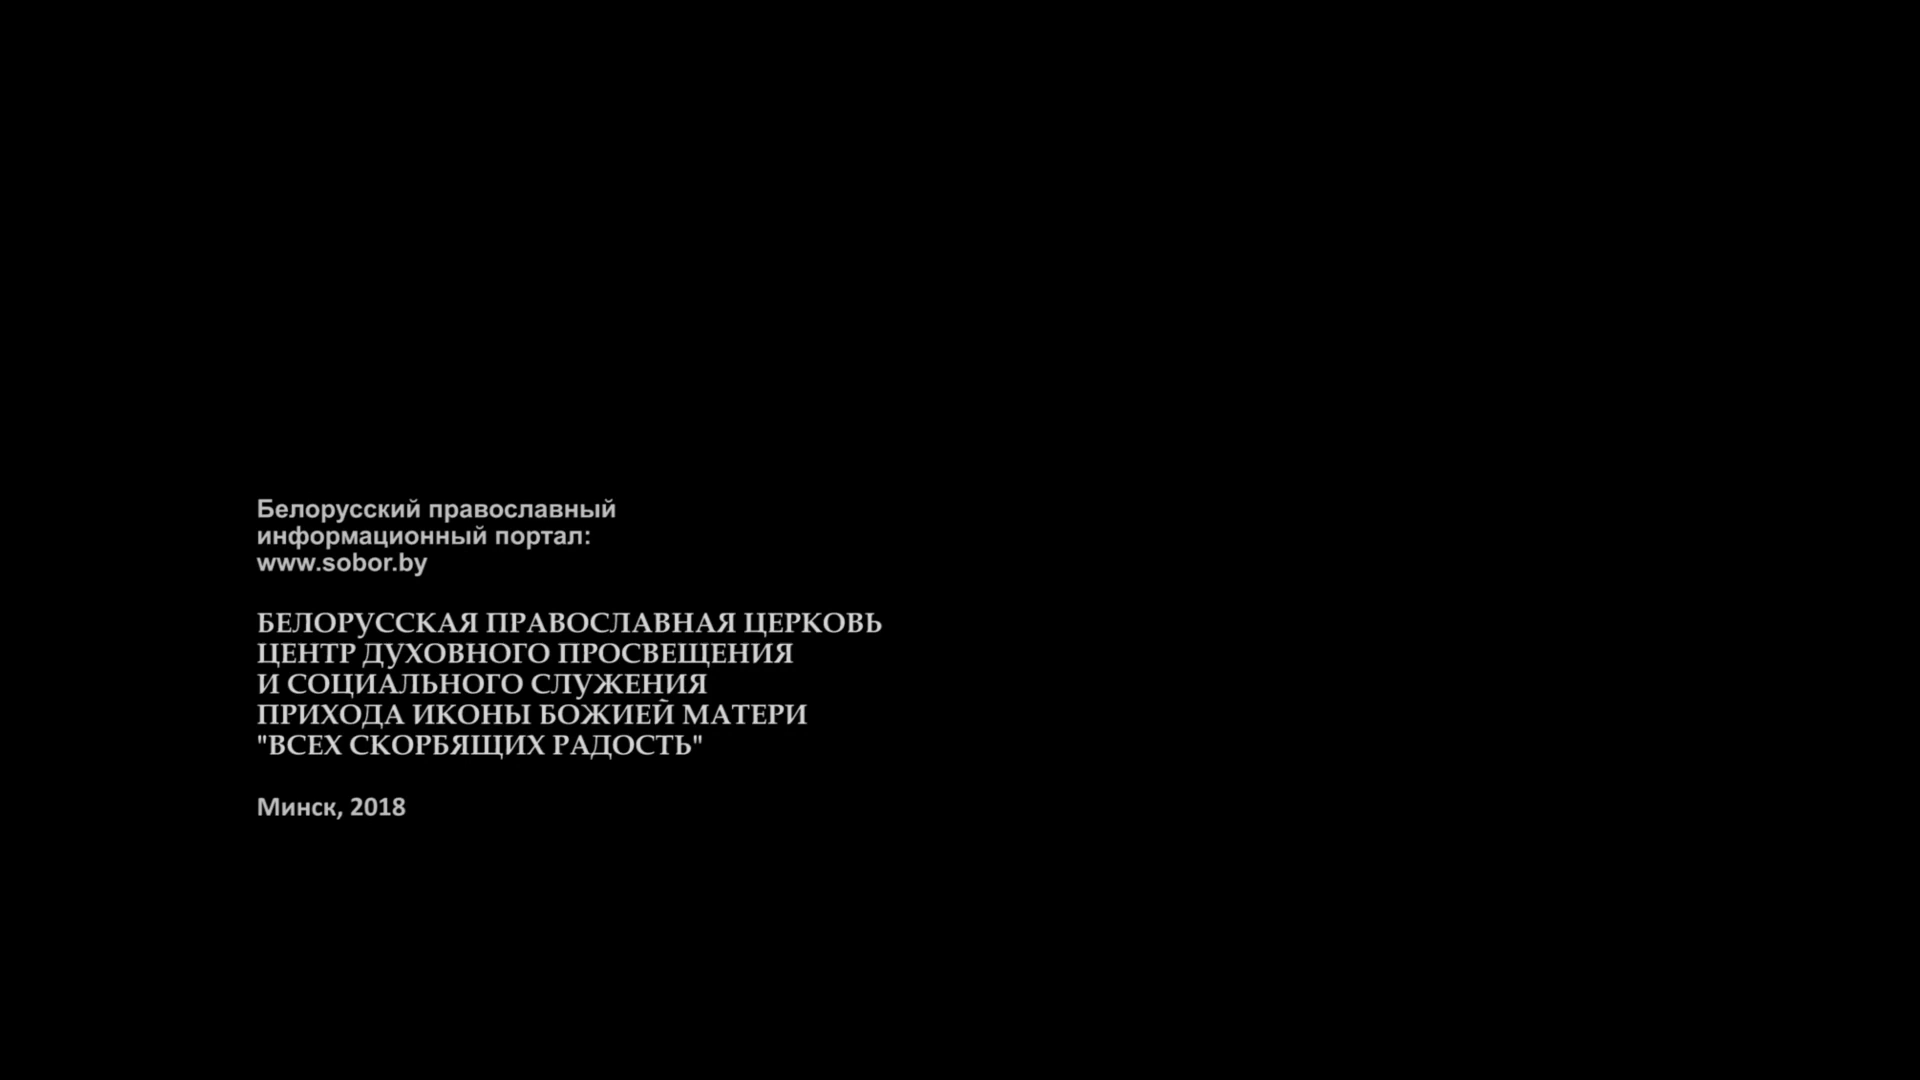 Белорусский православный
информационный портал:
www.sobor.by
БЕЛОРУССКАЯ ПРАВОСЛАВНАЯ ЦЕРКОВЬ
ЦЕНТР ДУХОВНОГО ПРОСВЕЩЕНИЯ
И СОЦИАЛЬНОГО СЛУЖЕНИЯ
ПРИХОДА ИКОНЫ БОЖИЕЙ МАТЕРИ
"ВСЕХ СКОРБЯЩИХ РАДОСТЬ"
Минск, 2018